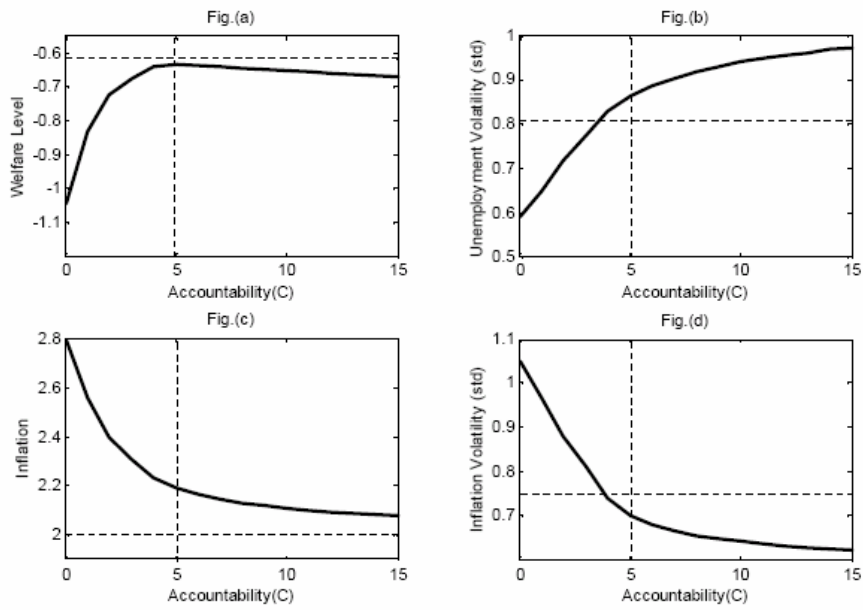 Fig.(a)
-0.6
-0.7
-0.8
-0.9
-1
-1.1
Welfare Level
0 5 10 15
Accountability(C)
Fig.(b)
1
0.9
0.8
0.7
0.6
0.5
Unemployment Volatility (std)
0 5 10 15
Accountability(C)
Fig.(c)
2.8
2.6
2.4
2.2
2
Inflation
0 5 10 15
Accountability(C)
Fig.(d)
1.1
1
0.9
0.8
0.7
Inflation Volatility (std)
0 5 10 15
Accountability(C)